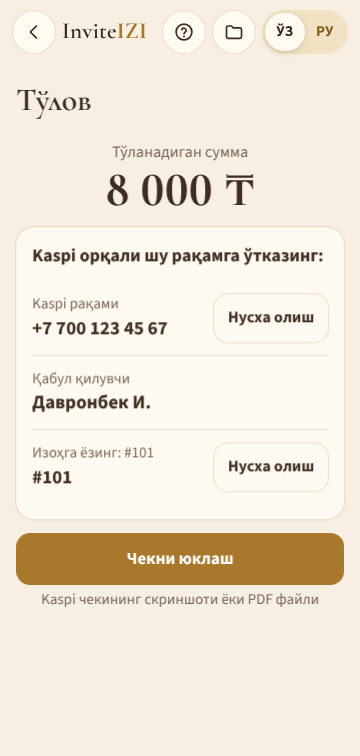 InviteIZI
ЎЗ
РУ
Тўлов
Тўланадиган сумма
8 000 ₸
Kaspi орқали шу рақамга ўтказинг:
Kaspi рақами
+7 700 123 45 67
Нусха олиш
Қабул қилувчи
Давронбек И.
Изоҳга ёзинг: #101
#101
Нусха олиш
Чекни юклаш
Kaspi чекининг скриншоти ёки PDF файли